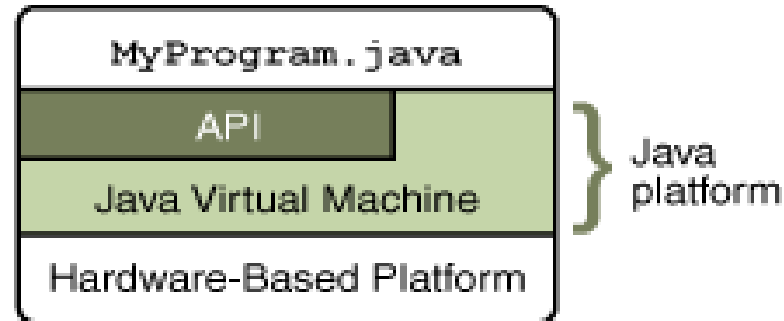 MyProgram.java
API
Java Virtual Machine
Hardware-Based Platform
Java
platform